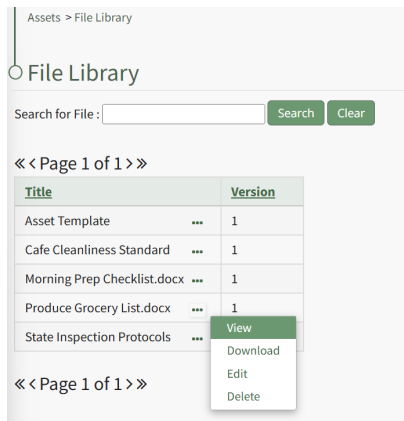 Assets > File Library
File Library
Search for File : Search Clear
« ‹ Page 1 of 1 › »
Title Version
Asset Template ... 1
Cafe Cleanliness Standard ... 1
Morning Prep Checklist.docx ... 1
Produce Grocery List.docx ... 1
State Inspection Protocols ...
View
Download
Edit
Delete
« ‹ Page 1 of 1 › »